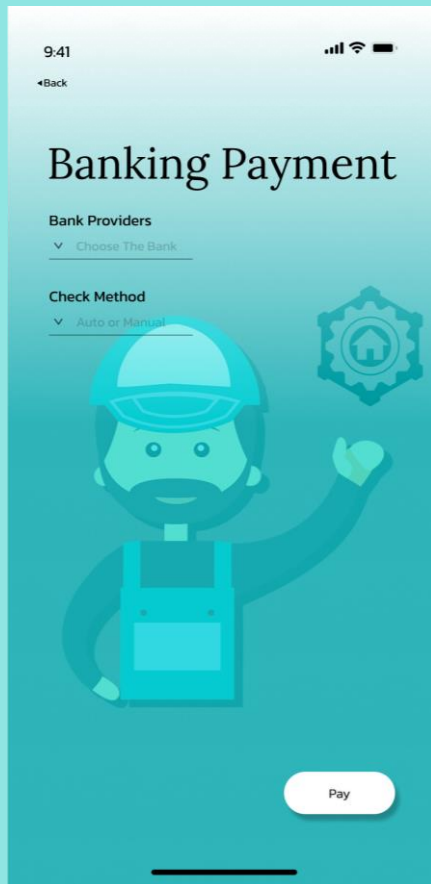 9:41
◂Back
Banking Payment
Bank Providers
Choose The Bank
Check Method
Auto or Manual
Pay